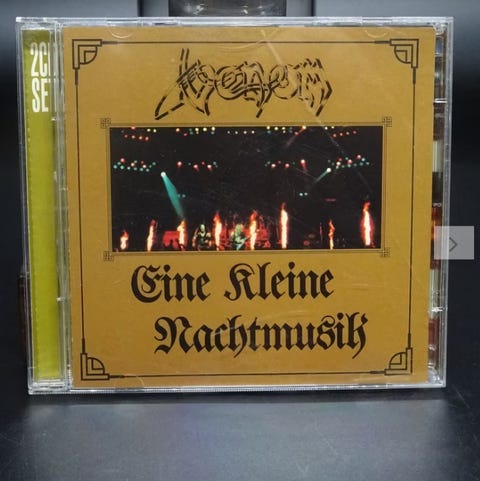 2CD
SET
Venom
Eine Kleine
Nachtmusik